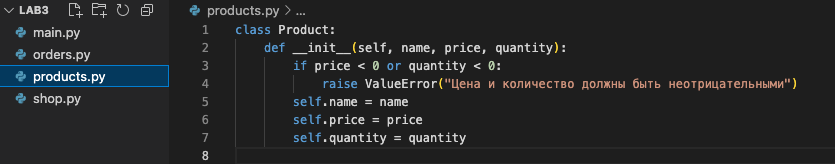 LAB3
main.py
orders.py
products.py
shop.py
products.py > ...
1 class Product:
2     def __init__(self, name, price, quantity):
3         if price < 0 or quantity < 0:
4             raise ValueError("Цена и количество должны быть неотрицательными")
5         self.name = name
6         self.price = price
7         self.quantity = quantity
8